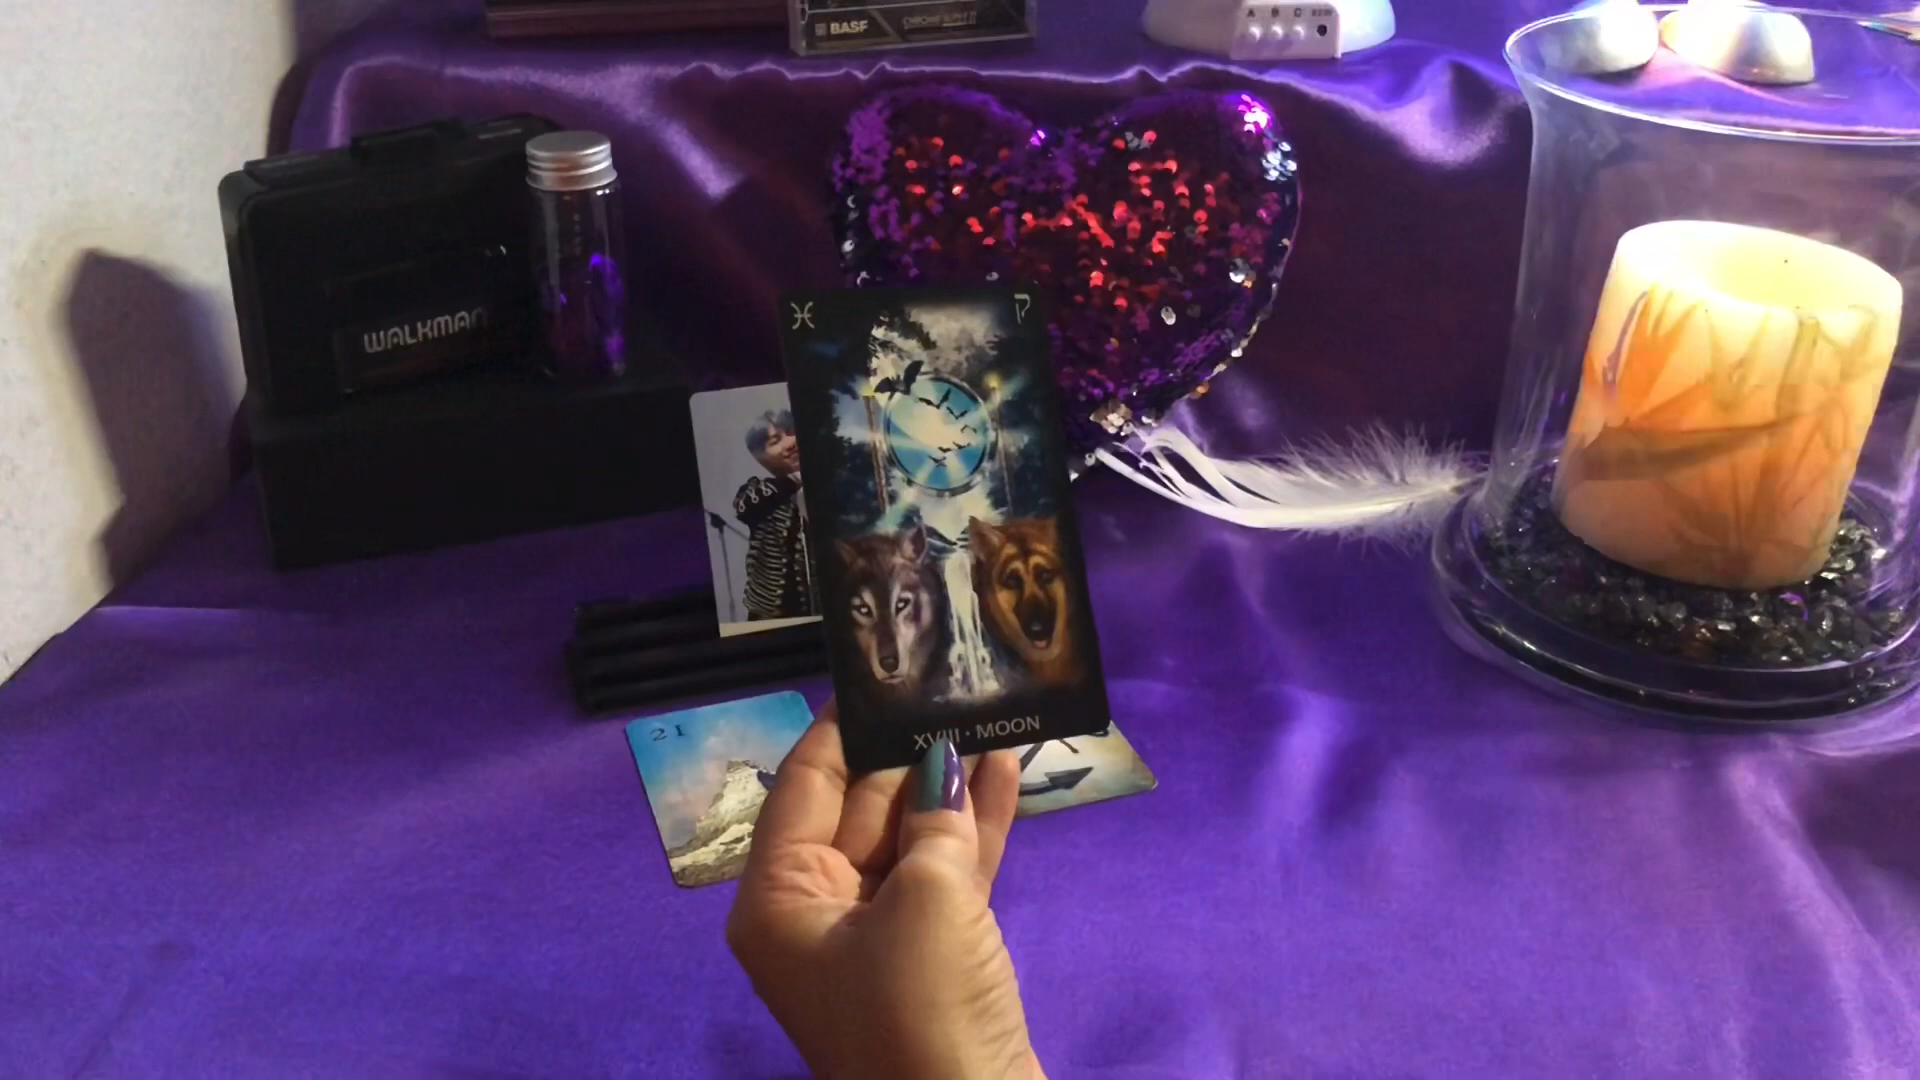 BASF
A B C
WALKMAN
♓ ק
XVIII · MOON
21